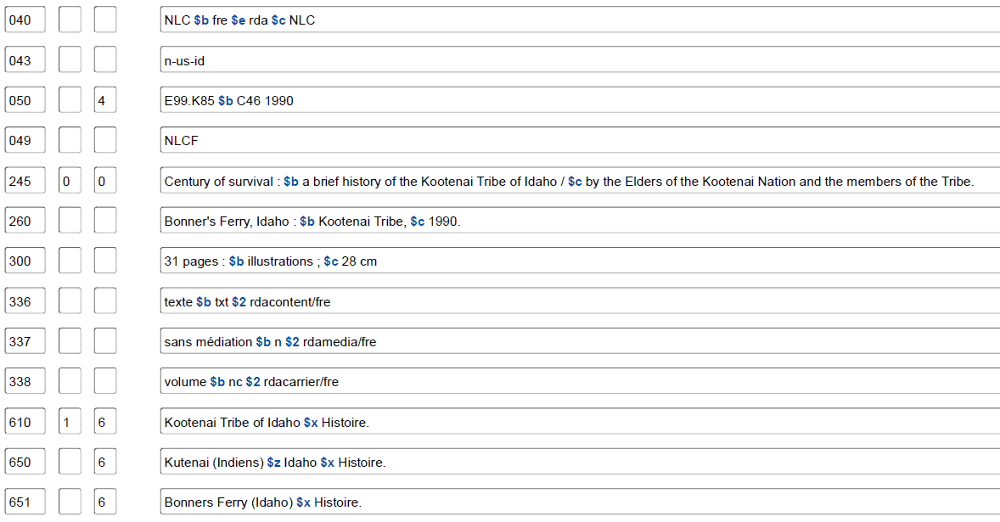 040 NLC $b fre $e rda $c NLC
043 n-us-id
050 4 E99.K85 $b C46 1990
049 NLCF
245 0 0 Century of survival : $b a brief history of the Kootenai Tribe of Idaho / $c by the Elders of the Kootenai Nation and the members of the Tribe.
260 Bonner's Ferry, Idaho : $b Kootenai Tribe, $c 1990.
300 31 pages : $b illustrations ; $c 28 cm
336 texte $b txt $2 rdacontent/fre
337 sans médiation $b n $2 rdamedia/fre
338 volume $b nc $2 rdacarrier/fre
610 1 6 Kootenai Tribe of Idaho $x Histoire.
650 6 Kutenai (Indiens) $z Idaho $x Histoire.
651 6 Bonners Ferry (Idaho) $x Histoire.